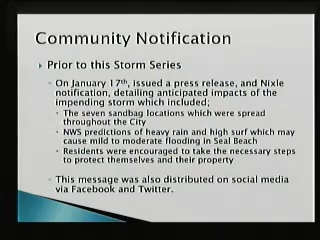 Community Notification
Prior to this Storm Series
On January 17th, issued a press release, and Nixle
notification, detailing anticipated impacts of the
impending storm which included;
The seven sandbag locations which were spread
throughout the City
NWS predictions of heavy rain and high surf which may
cause mild to moderate flooding in Seal Beach
Residents were encouraged to take the necessary steps
to protect themselves and their property
This message was also distributed on social media
via Facebook and Twitter.